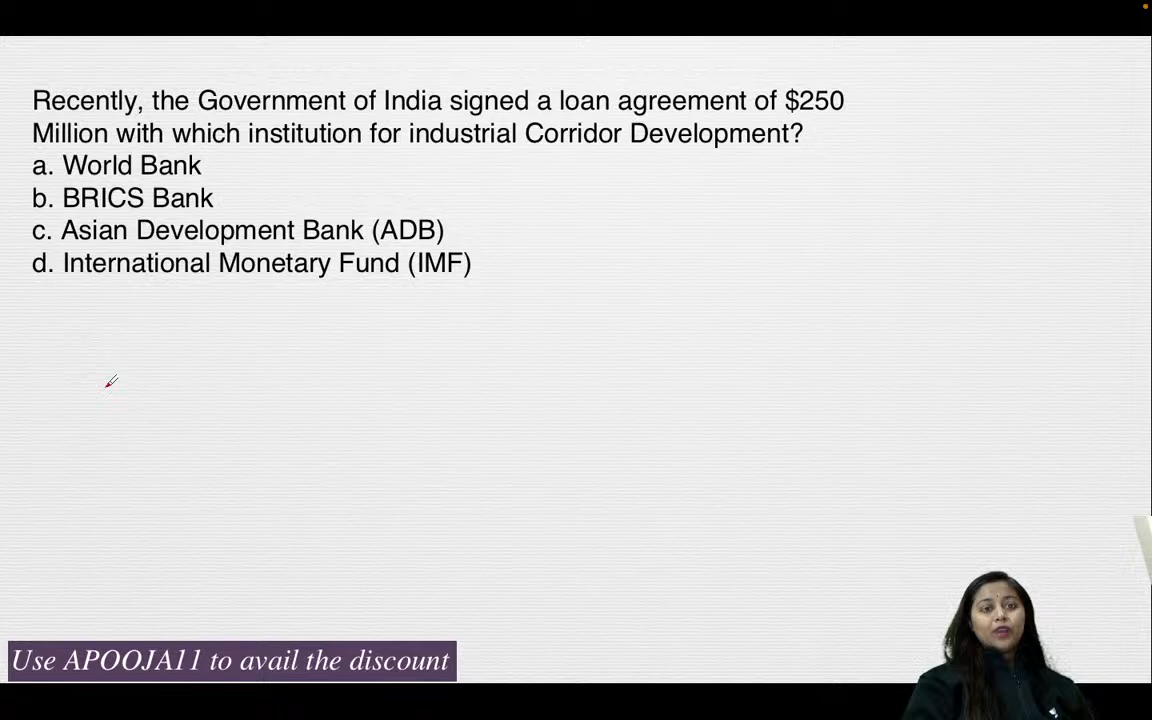 Recently, the Government of India signed a loan agreement of $250
Million with which institution for industrial Corridor Development?
a. World Bank
b. BRICS Bank
c. Asian Development Bank (ADB)
d. International Monetary Fund (IMF)
Use APOOJA11 to avail the discount